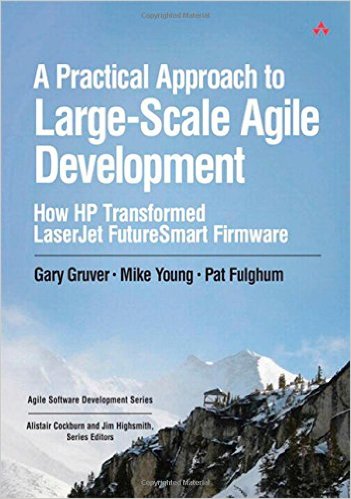 A Practical Approach to
Large-Scale Agile
Development
How HP Transformed
LaserJet FutureSmart Firmware
Gary Gruver • Mike Young • Pat Fulghum
Agile Software Development Series
Alistair Cockburn and Jim Highsmith,
Series Editors